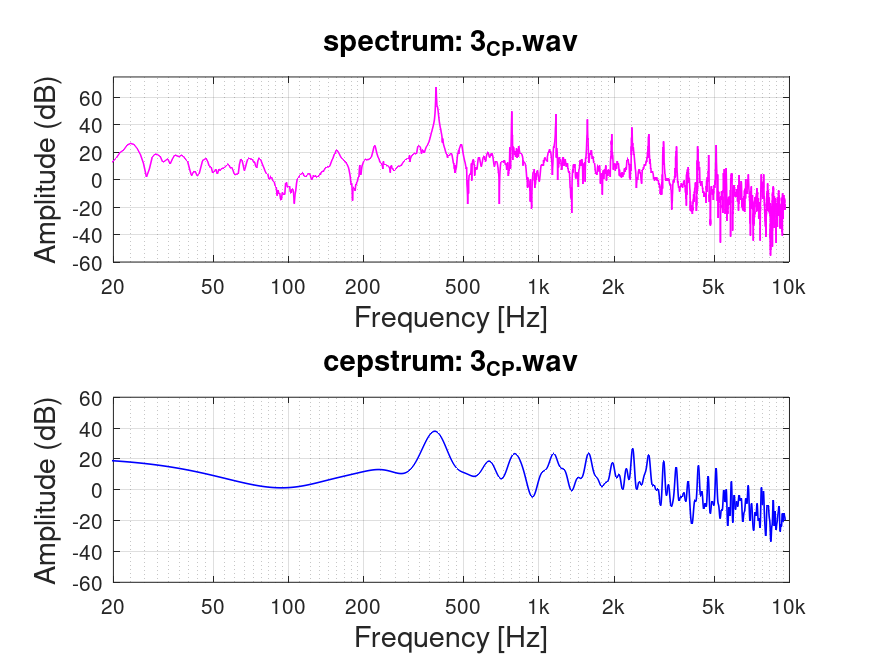 spectrum: 3CP.wav
Amplitude (dB)
60
40
20
0
-20
-40
-60
20 50 100 200 500 1k 2k 5k 10k
Frequency [Hz]
cepstrum: 3CP.wav
Amplitude (dB)
60
40
20
0
-20
-40
-60
20 50 100 200 500 1k 2k 5k 10k
Frequency [Hz]